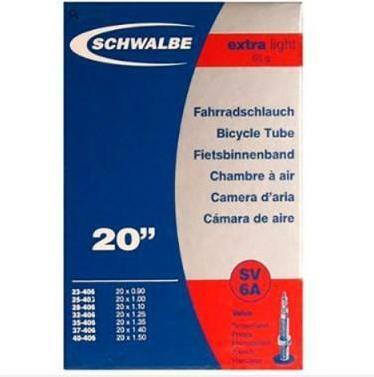 SCHWALBE
extra light
65 g
Fahrradschlauch
Bicycle Tube
Fietsbinnenband
Chambre à air
Camera d'aria
Cámara de aire
20"
SV
6A
23-406 20 x 0.90
25-406 20 x 1.00
28-406 20 x 1.10
32-406 20 x 1.25
35-406 20 x 1.35
37-406 20 x 1.40
40-406 20 x 1.50
Valve